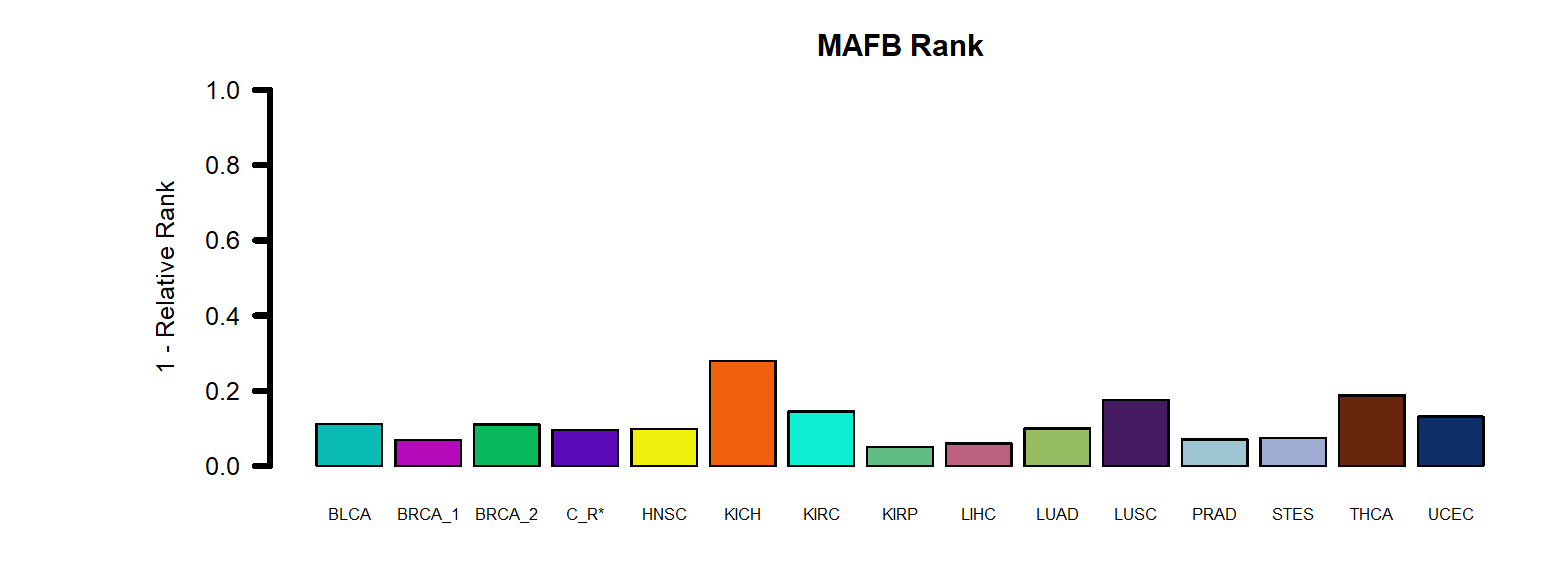 MAFB Rank
1 - Relative Rank
1.0
0.8
0.6
0.4
0.2
0.0
BLCA BRCA_1 BRCA_2 C_R* HNSC KICH KIRC KIRP LIHC LUAD LUSC PRAD STES THCA UCEC